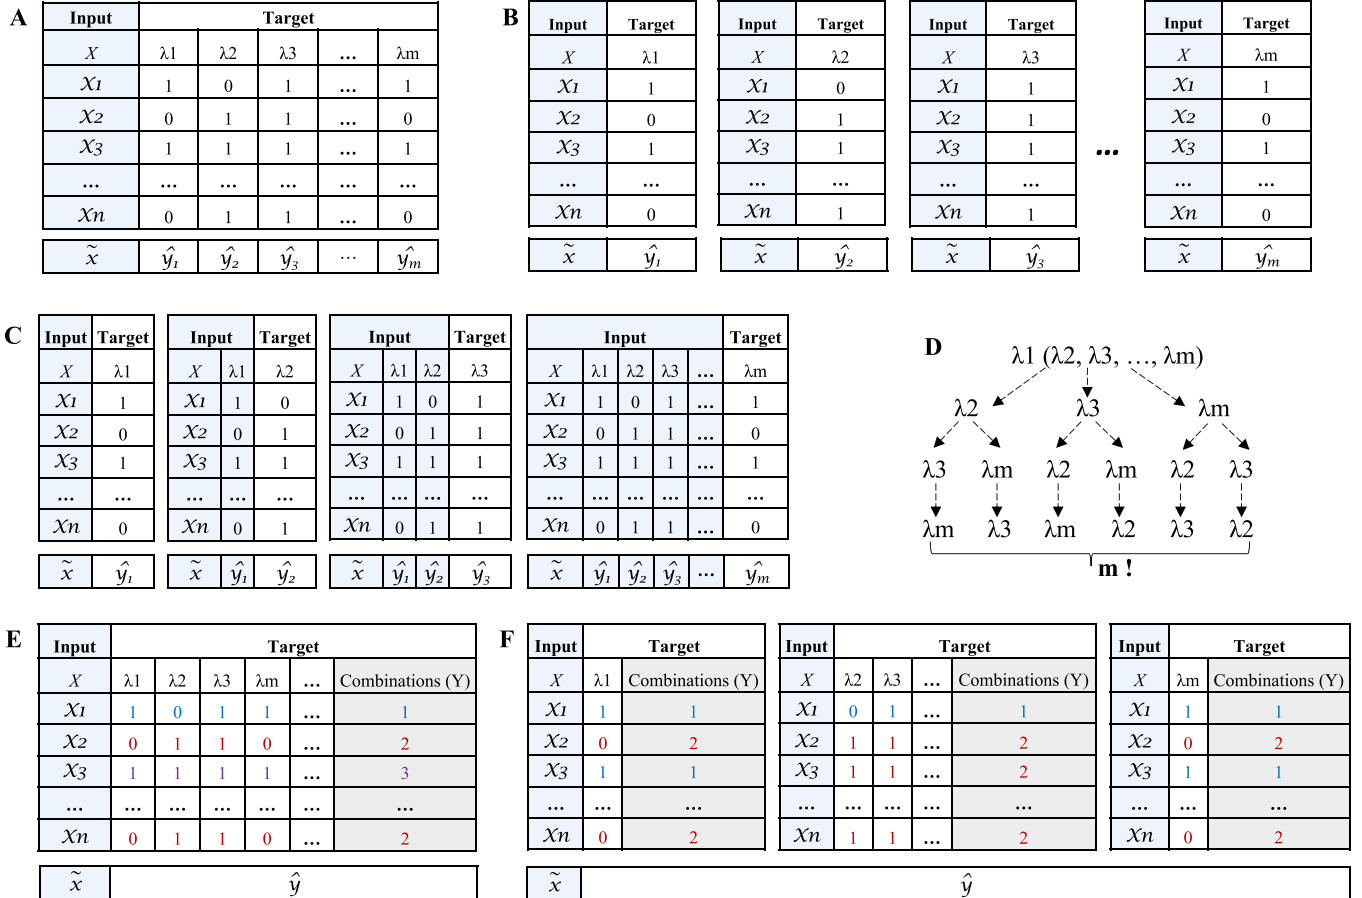 A
Input Target
X λ1 λ2 λ3 ... λm
X1 1 0 1 ... 1
X2 0 1 1 ... 0
X3 1 1 1 ... 1
... ... ... ... ... ...
Xn 0 1 1 ... 0
x̃ ŷ1 ŷ2 ŷ3 ... ŷm
B
Input Target
X λ1
X1 1
X2 0
X3 1
... ...
Xn 0
x̃ ŷ1
Input Target
X λ2
X1 0
X2 1
X3 1
... ...
Xn 1
x̃ ŷ2
Input Target
X λ3
X1 1
X2 1
X3 1
... ...
Xn 1
x̃ ŷ3
...
Input Target
X λm
X1 1
X2 0
X3 1
... ...
Xn 0
x̃ ŷm
C
Input Target
X λ1
X1 1
X2 0
X3 1
... ...
Xn 0
x̃ ŷ1
Input Target
X λ1 λ2
X1 1 0
X2 0 1
X3 1 1
... ... ...
Xn 0 1
x̃ ŷ1 ŷ2
Input Target
X λ1 λ2 λ3
X1 1 0 1
X2 0 1 1
X3 1 1 1
... ... ... ...
Xn 0 1 1
x̃ ŷ1 ŷ2 ŷ3
Input Target
X λ1 λ2 λ3 ... λm
X1 1 0 1 ... 1
X2 0 1 1 ... 0
X3 1 1 1 ... 1
... ... ... ... ... ...
Xn 0 1 1 ... 0
x̃ ŷ1 ŷ2 ŷ3 ... ŷm
D
λ1 (λ2, λ3, …, λm)
λ2 λ3 λm
λ3 λm λ2 λm λ2 λ3
λm λ3 λm λ2 λ3 λ2
m !
E
Input Target
X λ1 λ2 λ3 λm ... Combinations (Y)
X1 1 0 1 1 ... 1
X2 0 1 1 0 ... 2
X3 1 1 1 1 ... 3
... ... ... ... ... ... ...
Xn 0 1 1 0 ... 2
x̃ ŷ
F
Input Target
X λ1 Combinations (Y)
X1 1 1
X2 0 2
X3 1 1
... ... ...
Xn 0 2
Input Target
X λ2 λ3 ... Combinations (Y)
X1 0 1 ... 1
X2 1 1 ... 2
X3 1 1 ... 2
... ... ... ... ...
Xn 1 1 ... 2
Input Target
X λm Combinations (Y)
X1 1 1
X2 0 2
X3 1 1
... ... ...
Xn 0 2
x̃ ŷ